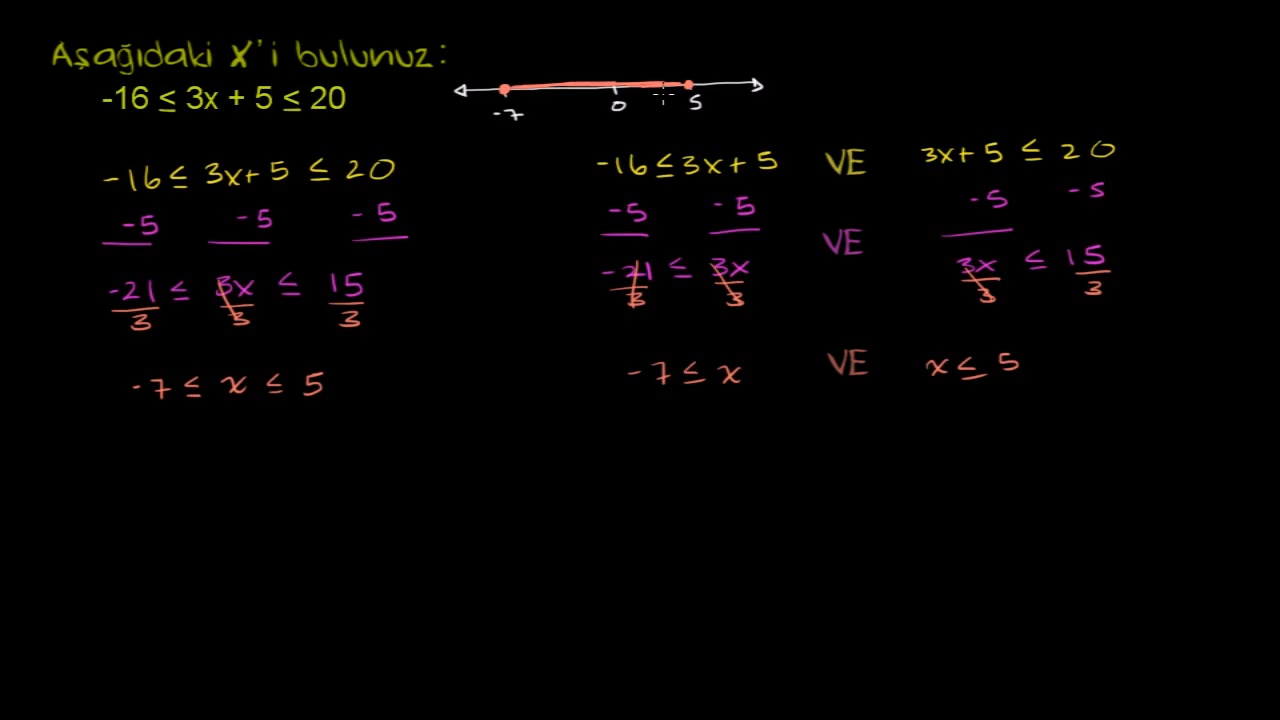 Aşağıdaki X'i bulunuz:
-16 ≤ 3x + 5 ≤ 20
-7 0 5
-16 ≤ 3x + 5 ≤ 20
-5 -5 -5
-21/3 ≤ 3x/3 ≤ 15/3
-7 ≤ x ≤ 5
-16 ≤ 3x + 5 VE 3x + 5 ≤ 20
-5 -5 VE -5 -5
-21/3 ≤ 3x/3 3x/3 ≤ 15/3
-7 ≤ x VE x ≤ 5